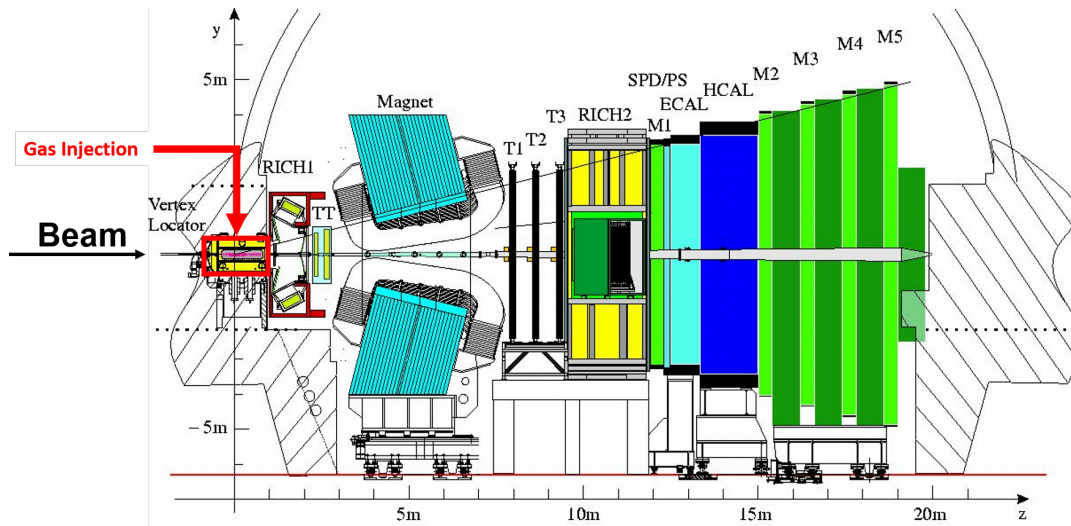 y
5m
Magnet
Gas Injection
RICH1
Vertex
Locator
TT
Beam
T1
T2
T3
RICH2
SPD/PS
M1
ECAL
HCAL
M2
M3
M4
M5
− 5m
5m
10m
15m
20m
z